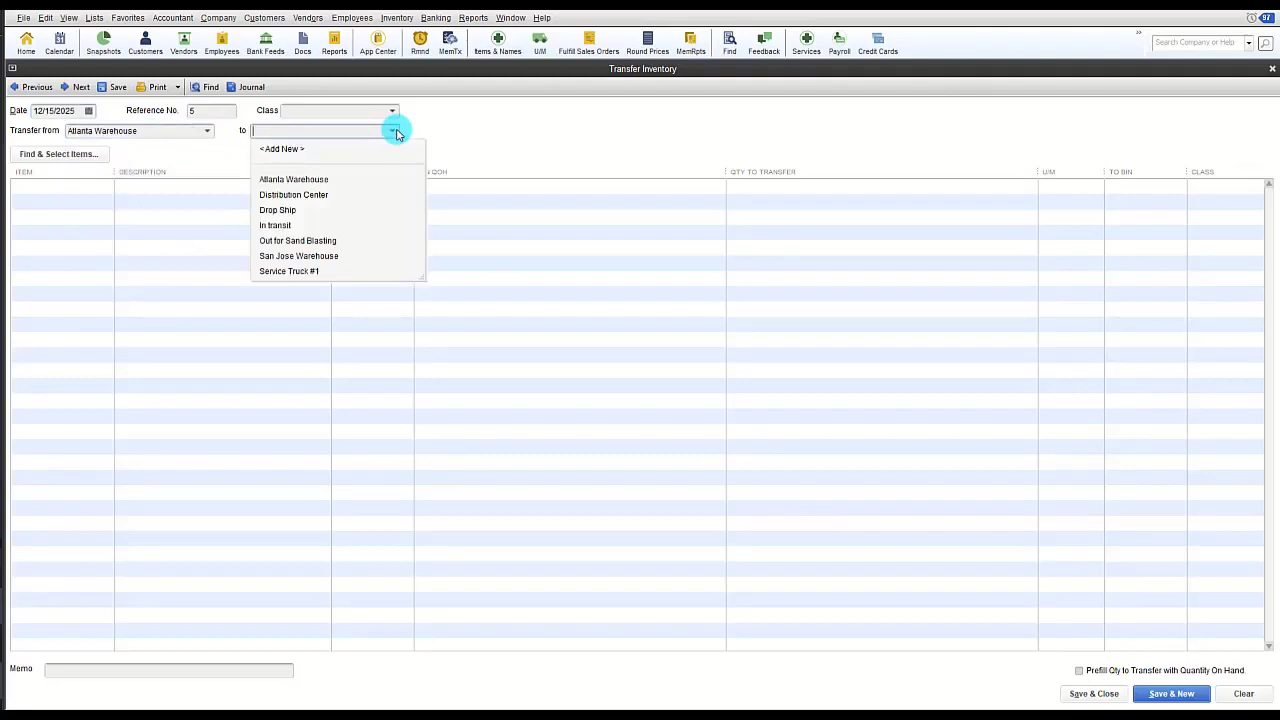 File Edit View Lists Favorites Accountant Company Customers Vendors Employees Inventory Banking Reports Window Help 97
Home Calendar Snapshots Customers Vendors Employees Bank Feeds Docs Reports App Center Rmnd MemTx Items & Names U/M Fulfill Sales Orders Round Prices MemRpts Find Feedback Services Payroll Credit Cards » Search Company or Help
Transfer Inventory
Previous Next Save Print Find Journal
Date 12/15/2025 Reference No. 5 Class
Transfer from Atlanta Warehouse to
Find & Select Items...
< Add New >
Atlanta Warehouse
Distribution Center
Drop Ship
In transit
Out for Sand Blasting
San Jose Warehouse
Service Truck #1
ITEM DESCRIPTION QOH QTY TO TRANSFER U/M TO BIN CLASS
Memo
Prefill Qty to Transfer with Quantity On Hand
Save & Close Save & New Clear